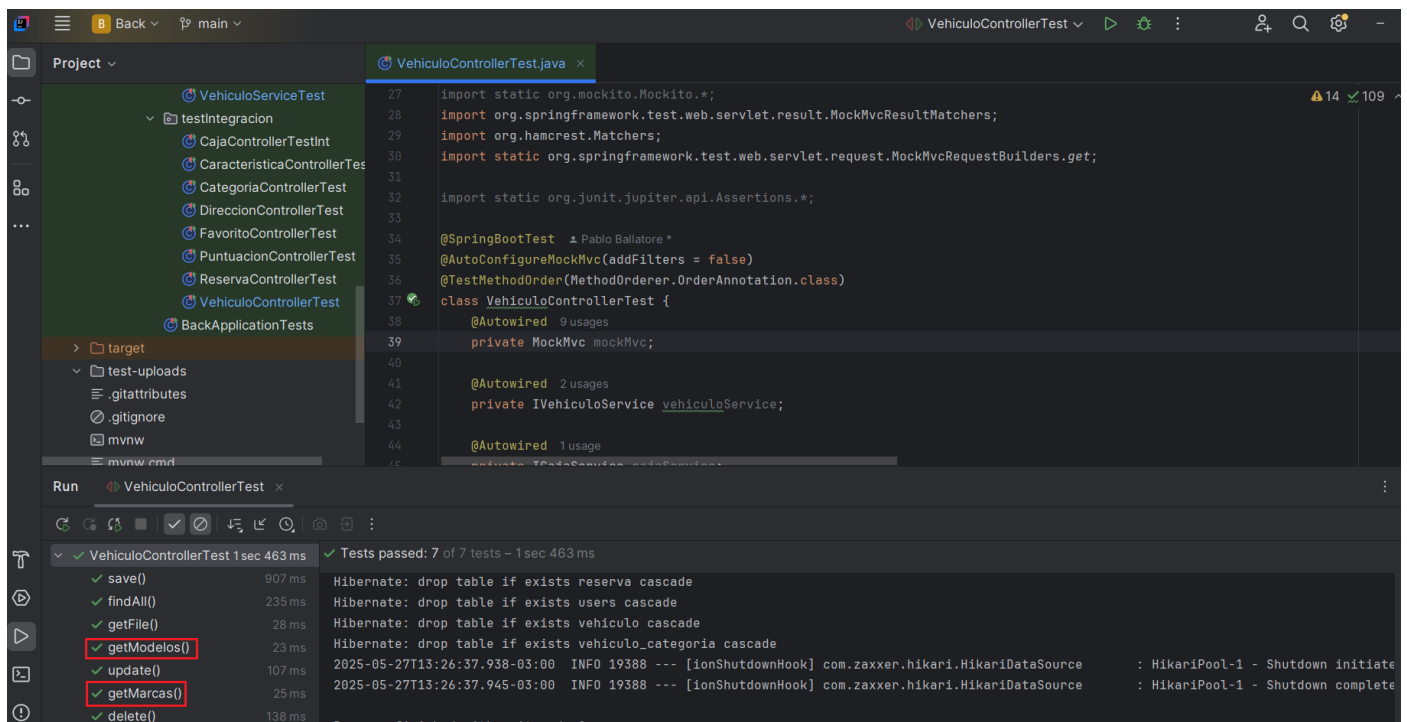 B Back main VehiculoControllerTest
Project
VehiculoControllerTest.java
VehiculoServiceTest
testIntegracion
CajaControllerTestInt
CaracteristicaControllerTes
CategoriaControllerTest
DireccionControllerTest
FavoritoControllerTest
PuntuacionControllerTest
ReservaControllerTest
VehiculoControllerTest
BackApplicationTests
target
test-uploads
.gitattributes
.gitignore
mvnw
mvnw.cmd
14 109
27 import static org.mockito.Mockito.*;
28 import org.springframework.test.web.servlet.result.MockMvcResultMatchers;
29 import org.hamcrest.Matchers;
30 import static org.springframework.test.web.servlet.request.MockMvcRequestBuilders.get;
31
32 import static org.junit.jupiter.api.Assertions.*;
33
34 @SpringBootTest Pablo Ballatore *
35 @AutoConfigureMockMvc(addFilters = false)
36 @TestMethodOrder(MethodOrderer.OrderAnnotation.class)
37 class VehiculoControllerTest {
38 @Autowired 9 usages
39 private MockMvc mockMvc;
40
41 @Autowired 2 usages
42 private IVehiculoService vehiculoService;
43
44 @Autowired 1 usage
45 private ICajaService cajaService;
Run VehiculoControllerTest
VehiculoControllerTest 1 sec 463 ms
save() 907 ms
findAll() 235 ms
getFile() 28 ms
getModelos() 23 ms
update() 107 ms
getMarcas() 25 ms
delete() 138 ms
Tests passed: 7 of 7 tests – 1 sec 463 ms
Hibernate: drop table if exists reserva cascade
Hibernate: drop table if exists users cascade
Hibernate: drop table if exists vehiculo cascade
Hibernate: drop table if exists vehiculo_categoria cascade
2025-05-27T13:26:37.938-03:00 INFO 19388 --- [ionShutdownHook] com.zaxxer.hikari.HikariDataSource : HikariPool-1 - Shutdown initiate
2025-05-27T13:26:37.945-03:00 INFO 19388 --- [ionShutdownHook] com.zaxxer.hikari.HikariDataSource : HikariPool-1 - Shutdown complete